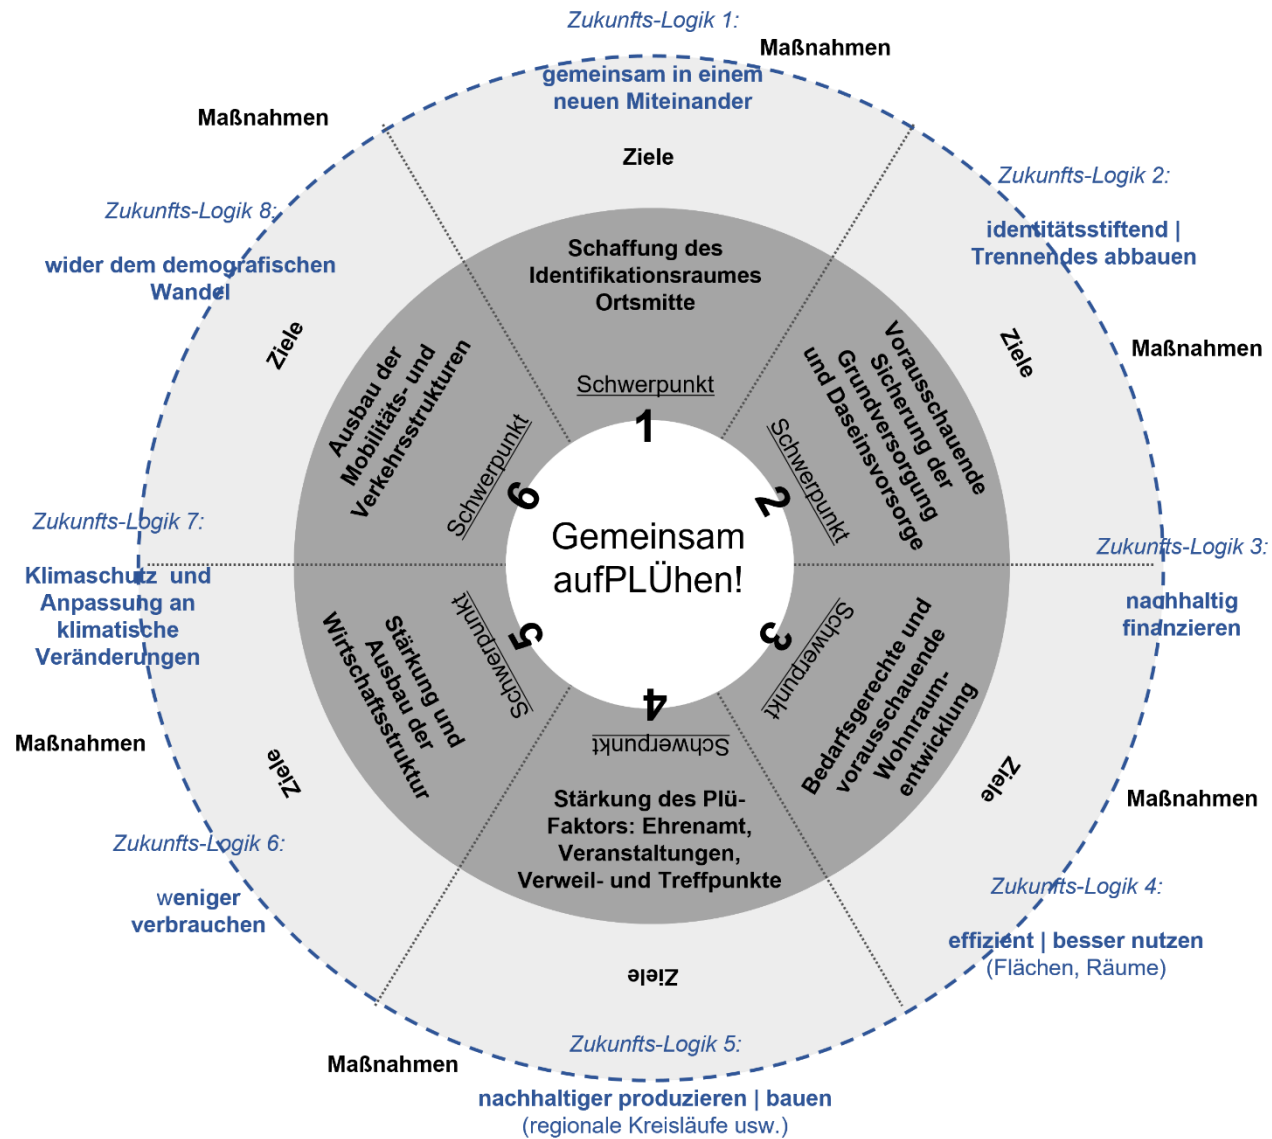 Zukunfts-Logik 1:
Maßnahmen
gemeinsam in einem
neuen Miteinander
Ziele
Maßnahmen
Zukunfts-Logik 2:
identitätsstiftend |
Trennendes abbauen
Ziele
Maßnahmen
Zukunfts-Logik 3:
nachhaltig
finanzieren
Ziele
Maßnahmen
Zukunfts-Logik 4:
effizient | besser nutzen
(Flächen, Räume)
Zukunfts-Logik 5:
nachhaltiger produzieren | bauen
(regionale Kreisläufe usw.)
Ziele
Maßnahmen
Zukunfts-Logik 6:
weniger
verbrauchen
Ziele
Maßnahmen
Zukunfts-Logik 7:
Klimaschutz  und
Anpassung an
klimatische
Veränderungen
Zukunfts-Logik 8:
wider dem demografischen
Wandel
Ziele
Schaffung des
Identifikationsraumes
Ortsmitte
Schwerpunkt
1
Vorausschauende
Sicherung der
Grundversorgung
und Daseinsvorsorge
Schwerpunkt
2
Bedarfsgerechte und
vorausschauende
Wohnraum-
entwicklung
Schwerpunkt
3
Schwerpunkt
4
Stärkung des Plü-
Faktors: Ehrenamt,
Veranstaltungen,
Verweil- und Treffpunkte
Stärkung und
Ausbau der
Wirtschaftsstruktur
Schwerpunkt
5
Ausbau der
Mobilitäts- und
Verkehrsstrukturen
Schwerpunkt
6
Gemeinsam
aufPLÜhen!